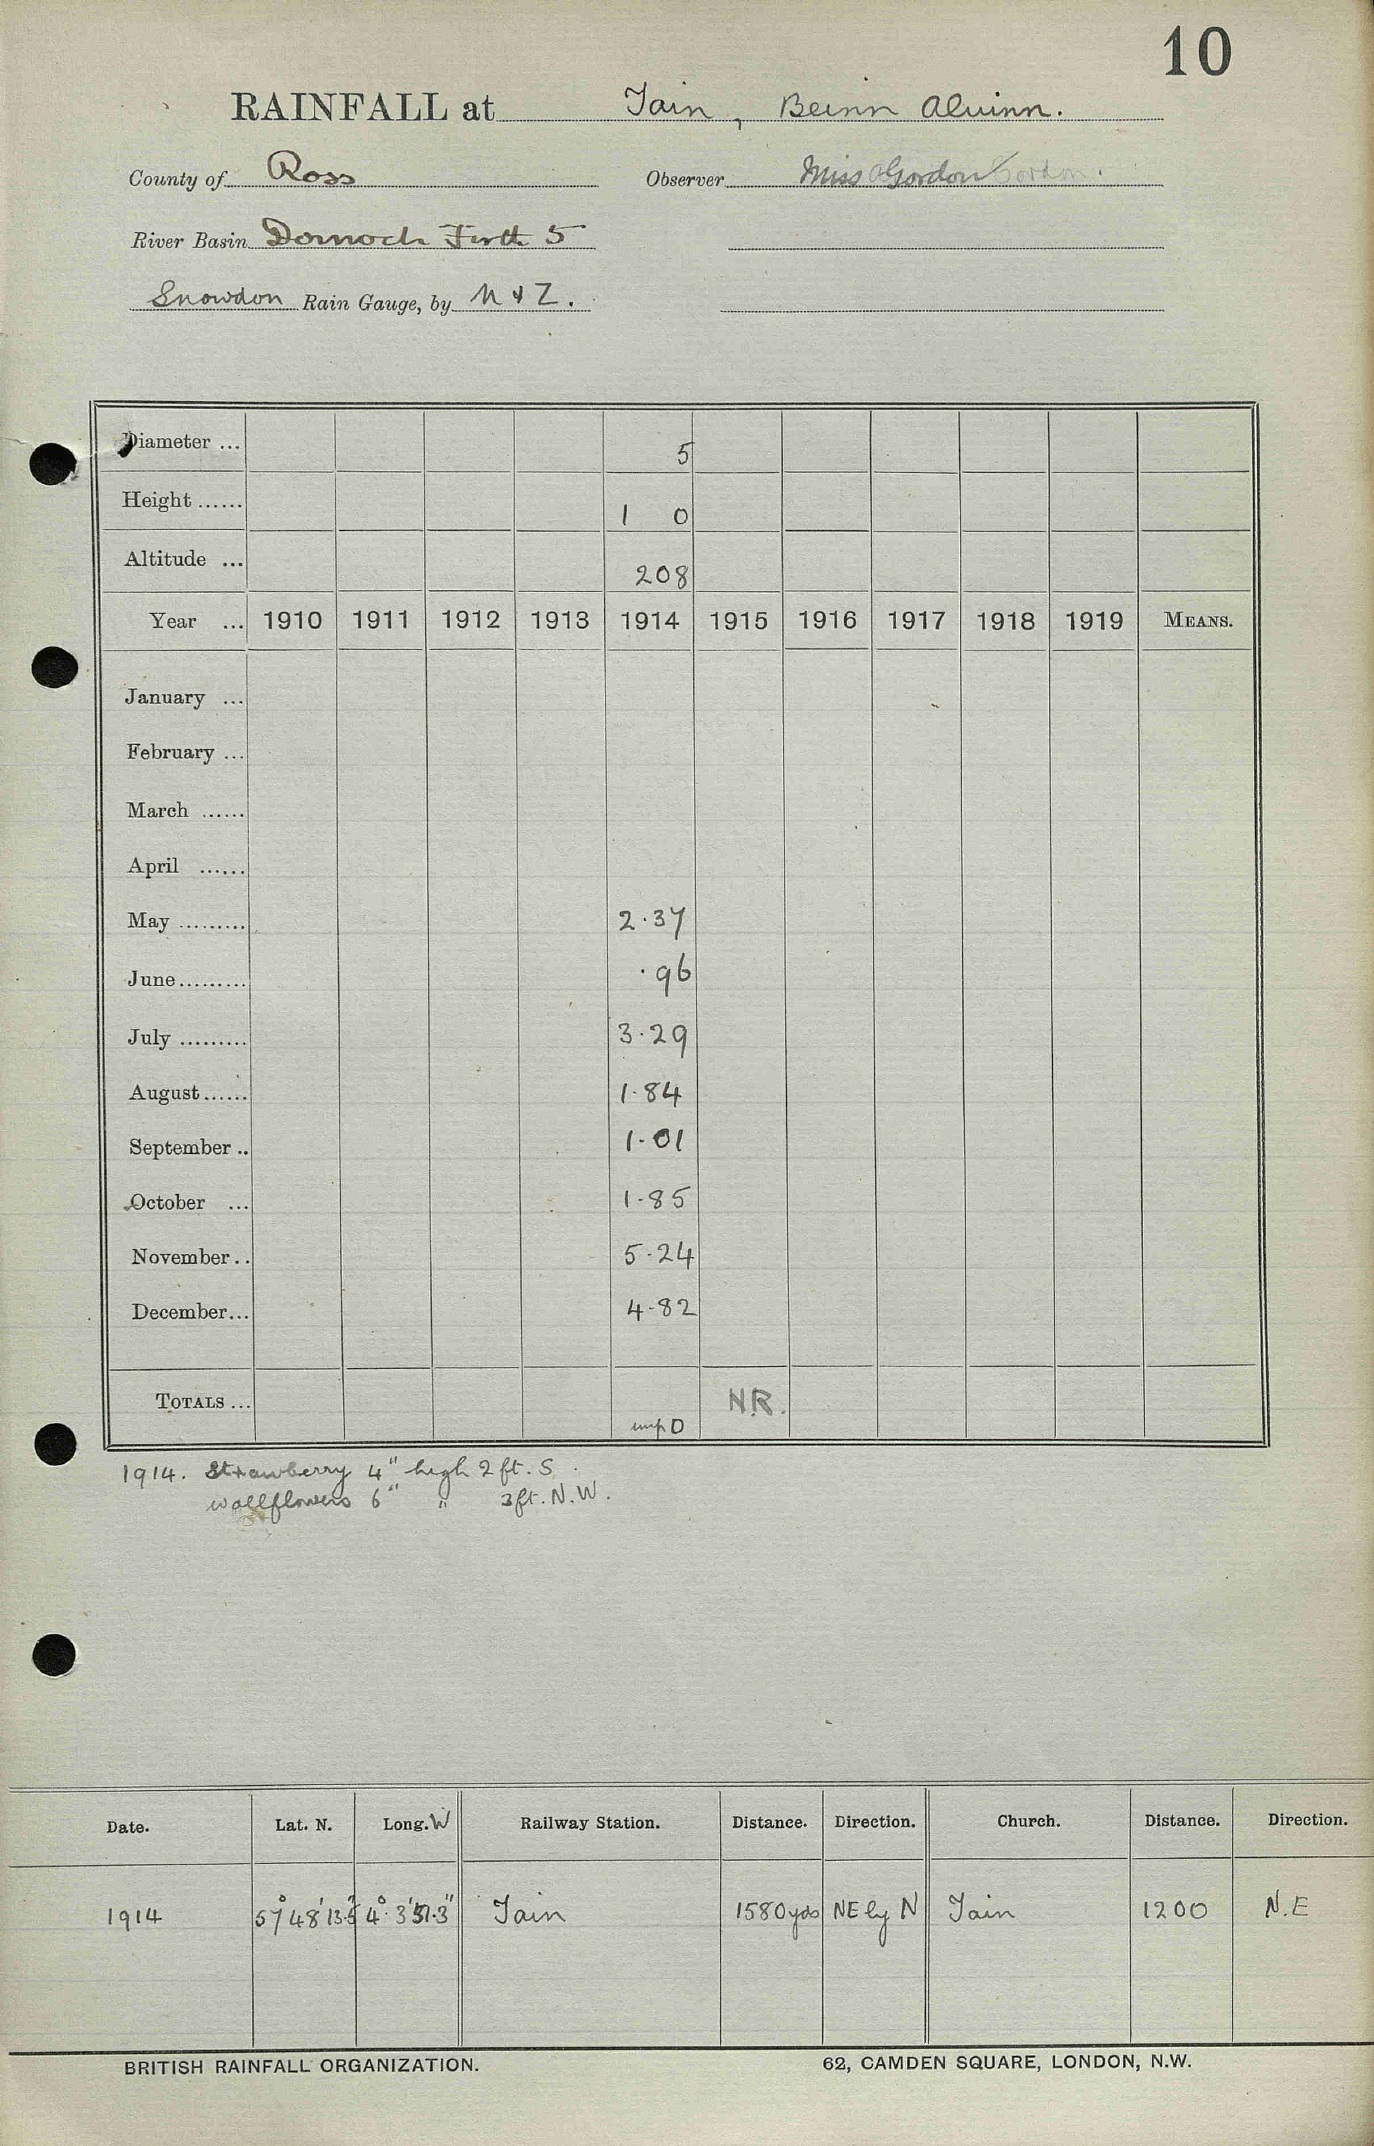 10
RAINFALL at Tain, Beinn Aluinn.
County of Ross Observer Miss Gordon
River Basin Dornoch Firth 5
Snowdon Rain Gauge, by N & Z.
Diameter ... 5
Height ...... 1 0
Altitude ... 208
Year ... 1910 1911 1912 1913 1914 1915 1916 1917 1918 1919 MEANS.
January ...
February ...
March ......
April ......
May ......... 2.37
June ......... .96
July ......... 3.29
August ...... 1.84
September .. 1.01
October ... 1.85
November .. 5.24
December ... 4.82
TOTALS ... imp D N.R.
1914. Strawberry 4" high 2 ft. S.
wallflowers 6" " 3 ft. N.W.
Date. Lat. N. Long. W Railway Station. Distance. Direction. Church. Distance. Direction.
1914 57° 48' 13.5" 4° 3' 51.3" Tain 1580 yds NE by N Tain 1200 N.E
BRITISH RAINFALL ORGANIZATION. 62, CAMDEN SQUARE, LONDON, N.W.